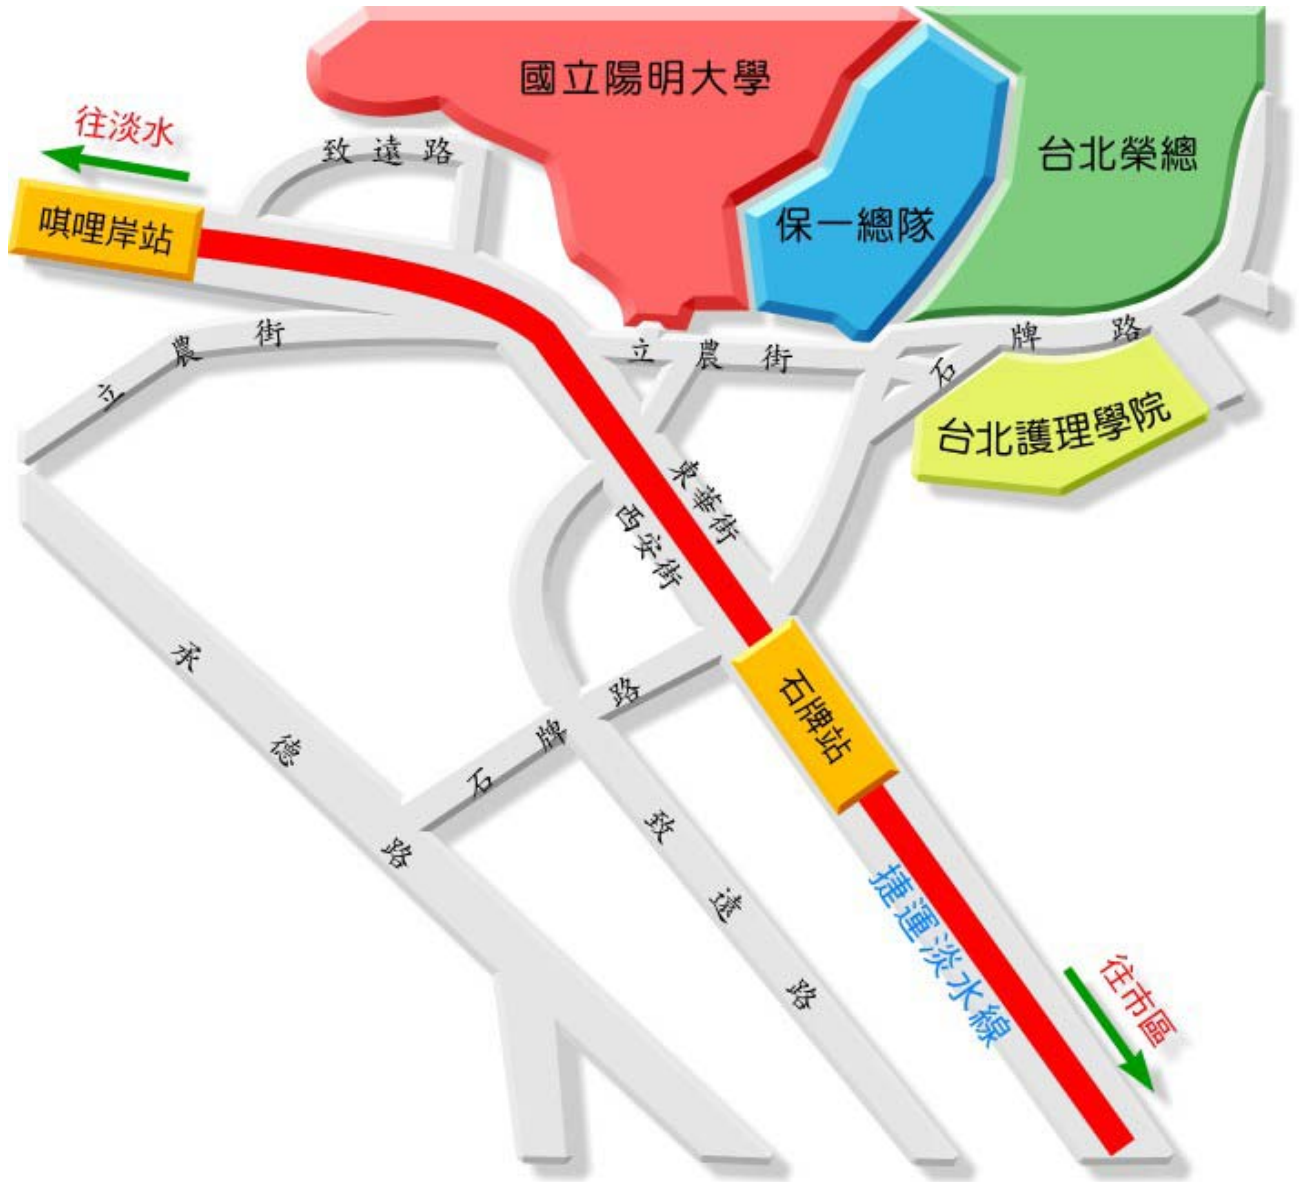 國立陽明大學
往淡水
致遠路
台北榮總
唭哩岸站
保一總隊
立農街
立農街
石牌路
台北護理學院
東華街
西安街
承德路
石牌路
石牌站
致遠路
捷運淡水線
往市區